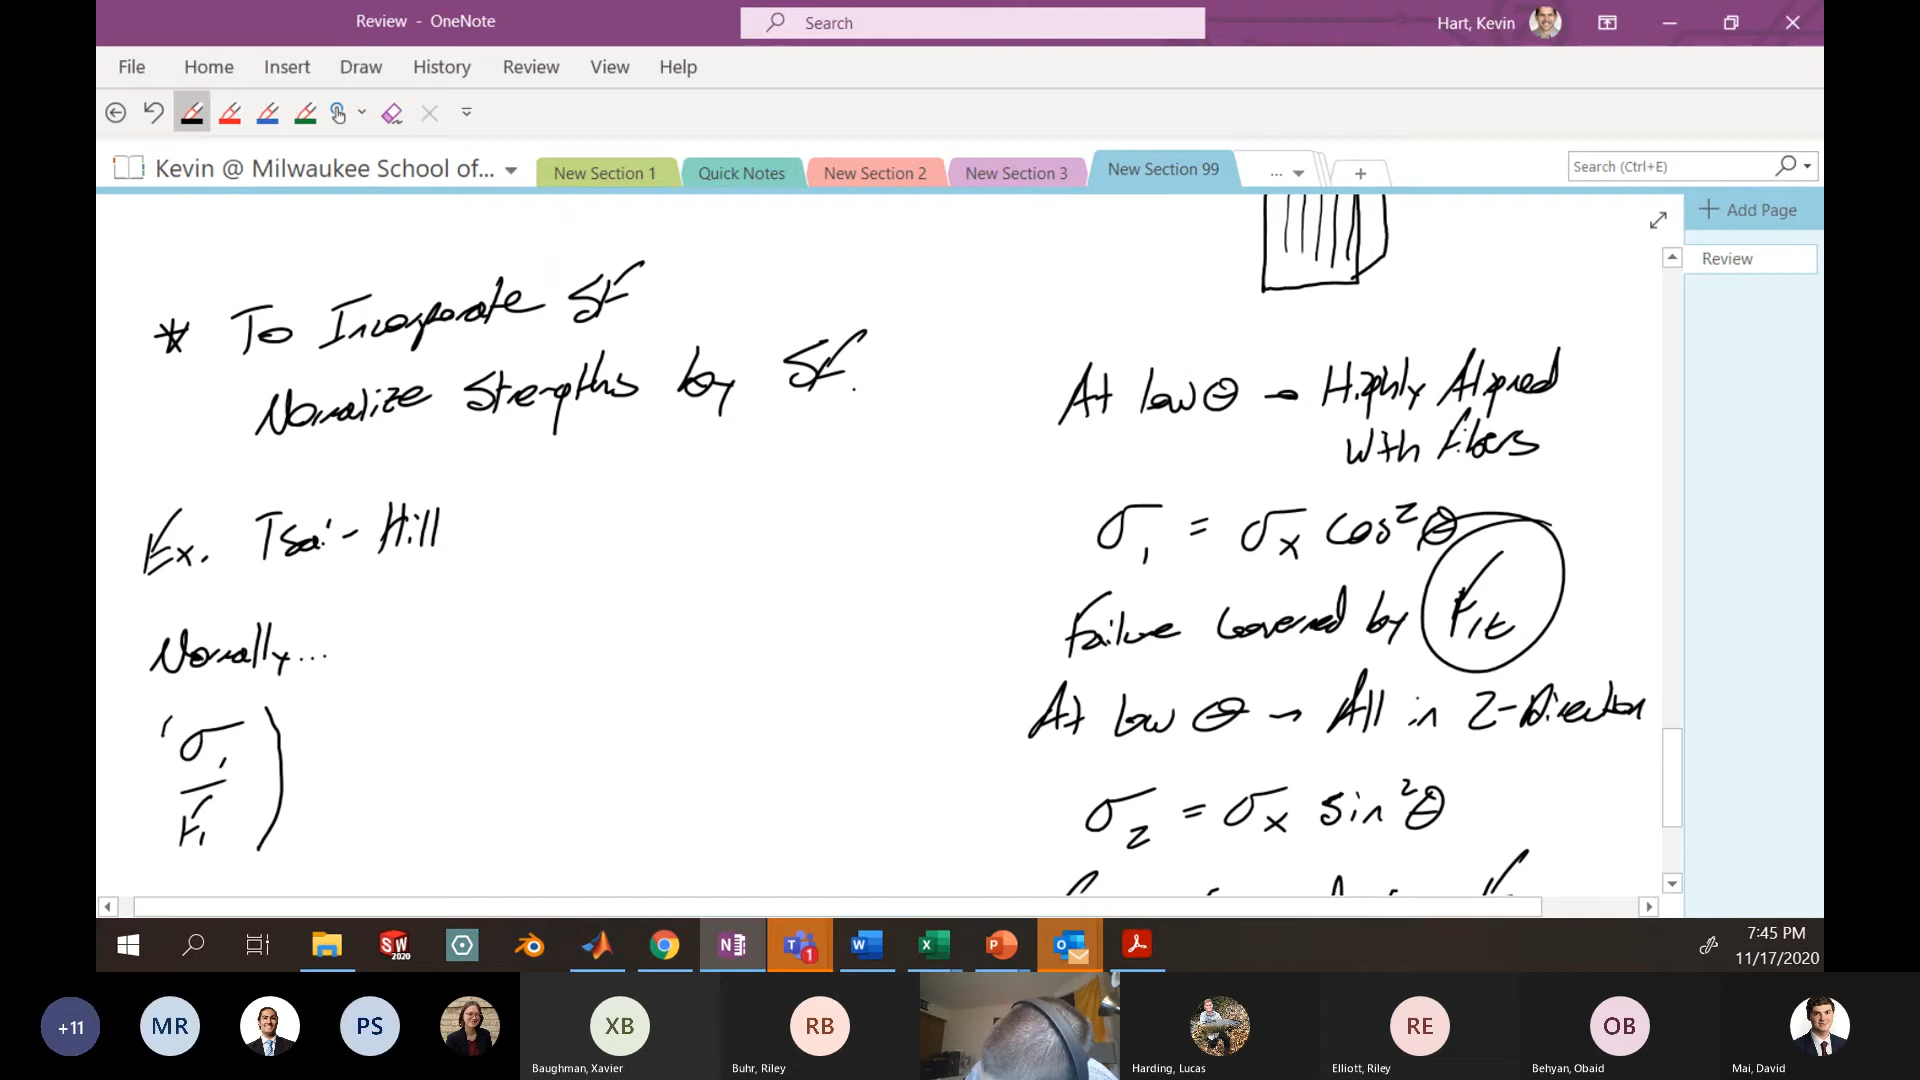 Review - OneNote
Search
Hart, Kevin
File Home Insert Draw History Review View Help
Kevin @ Milwaukee School of...
New Section 1
Quick Notes
New Section 2
New Section 3
New Section 99
...
Search (Ctrl+E)
Add Page
Review
* To Incorporate SF
Normalize Strengths by SF.
Ex. Tsai-Hill
Normally...
(σ1/F1)
At low θ → Highly Aligned
with fibers
σ1 = σx cos²θ
Failure Governed by F1t
At low θ → All in 2-Direction
σ2 = σx sin²θ
SW
2020
1
7:45 PM
11/17/2020
+11
MR
PS
XB
Baughman, Xavier
RB
Buhr, Riley
Harding, Lucas
RE
Elliott, Riley
OB
Behyan, Obaid
Mai, David